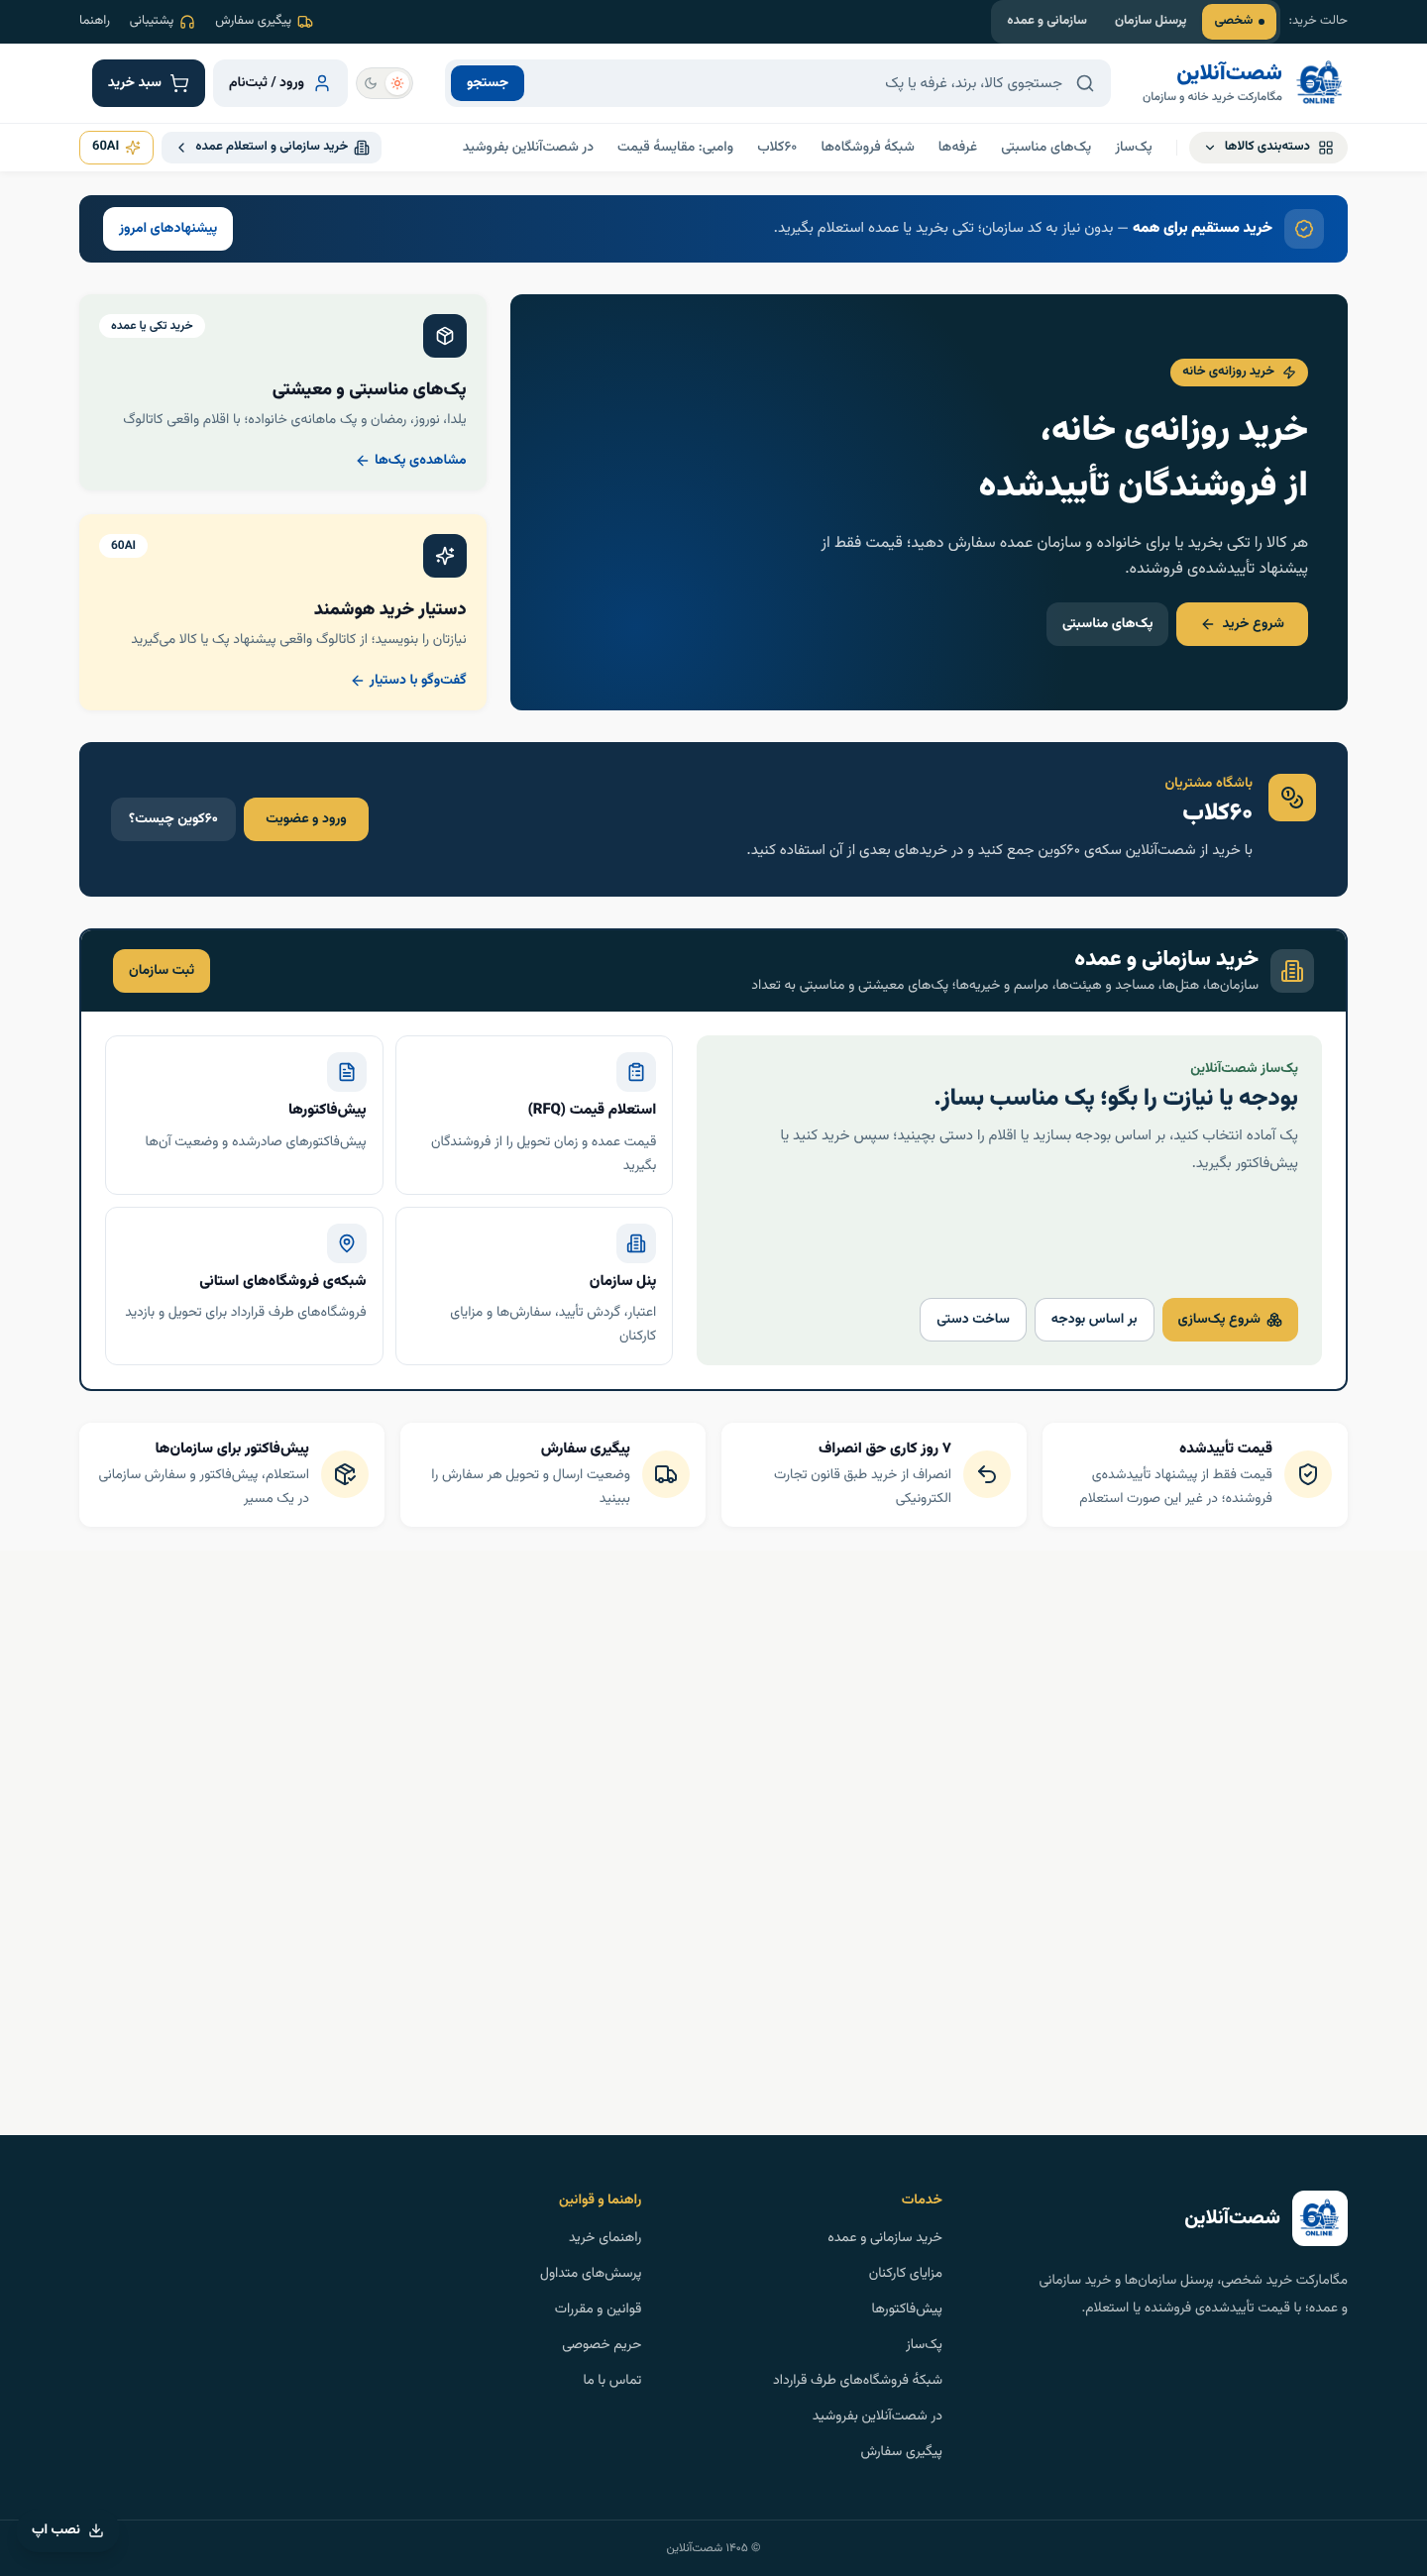 حالت خرید:
شخصی
پرسنل سازمان
سازمانی و عمده
پیگیری سفارش
پشتیبانی
راهنما
60 ONLINE
شصت‌آنلاین
مگامارکت خرید خانه و سازمان
جستجوی کالا، برند، غرفه یا پک
جستجو
ورود / ثبت‌نام
سبد خرید
دسته‌بندی کالاها
پک‌ساز
پک‌های مناسبتی
غرفه‌ها
شبکهٔ فروشگاه‌ها
۶۰کلاب
وامبی: مقایسهٔ قیمت
در شصت‌آنلاین بفروشید
خرید سازمانی و استعلام عمده
60AI
خرید مستقیم برای همه — بدون نیاز به کد سازمان؛ تکی بخرید یا عمده استعلام بگیرید.
پیشنهادهای امروز
خرید روزانه‌ی خانه
خرید روزانه‌ی خانه،
از فروشندگان تأییدشده
هر کالا را تکی بخرید یا برای خانواده و سازمان عمده سفارش دهید؛ قیمت فقط از
پیشنهاد تأییدشده‌ی فروشنده.
شروع خرید
پک‌های مناسبتی
خرید تکی یا عمده
پک‌های مناسبتی و معیشتی
یلدا، نوروز، رمضان و پک ماهانه‌ی خانواده؛ با اقلام واقعی کاتالوگ
مشاهده‌ی پک‌ها
60AI
دستیار خرید هوشمند
نیازتان را بنویسید؛ از کاتالوگ واقعی پیشنهاد پک یا کالا می‌گیرید
گفت‌وگو با دستیار
باشگاه مشتریان
۶۰کلاب
با خرید از شصت‌آنلاین سکه‌ی ۶۰کوین جمع کنید و در خریدهای بعدی از آن استفاده کنید.
ورود و عضویت
۶۰کوین چیست؟
خرید سازمانی و عمده
سازمان‌ها، هتل‌ها، مساجد و هیئت‌ها، مراسم و خیریه‌ها؛ پک‌های معیشتی و مناسبتی به تعداد
ثبت سازمان
پک‌ساز شصت‌آنلاین
بودجه یا نیازت را بگو؛ پک مناسب بساز.
پک آماده انتخاب کنید، بر اساس بودجه بسازید یا اقلام را دستی بچینید؛ سپس خرید کنید یا
پیش‌فاکتور بگیرید.
شروع پک‌سازی
بر اساس بودجه
ساخت دستی
استعلام قیمت (RFQ)
قیمت عمده و زمان تحویل را از فروشندگان
بگیرید
پیش‌فاکتورها
پیش‌فاکتورهای صادرشده و وضعیت آن‌ها
پنل سازمان
اعتبار، گردش تأیید، سفارش‌ها و مزایای
کارکنان
شبکه‌ی فروشگاه‌های استانی
فروشگاه‌های طرف قرارداد برای تحویل و بازدید
قیمت تأییدشده
قیمت فقط از پیشنهاد تأییدشده‌ی
فروشنده؛ در غیر این صورت استعلام
۷ روز کاری حق انصراف
انصراف از خرید طبق قانون تجارت
الکترونیکی
پیگیری سفارش
وضعیت ارسال و تحویل هر سفارش را
ببینید
پیش‌فاکتور برای سازمان‌ها
استعلام، پیش‌فاکتور و سفارش سازمانی
در یک مسیر
60 ONLINE
شصت‌آنلاین
مگامارکت خرید شخصی، پرسنل سازمان‌ها و خرید سازمانی
و عمده؛ با قیمت تأییدشده‌ی فروشنده یا استعلام.
خدمات
خرید سازمانی و عمده
مزایای کارکنان
پیش‌فاکتورها
پک‌ساز
شبکهٔ فروشگاه‌های طرف قرارداد
در شصت‌آنلاین بفروشید
پیگیری سفارش
راهنما و قوانین
راهنمای خرید
پرسش‌های متداول
قوانین و مقررات
حریم خصوصی
تماس با ما
نصب اپ
© ۱۴۰۵ شصت‌آنلاین